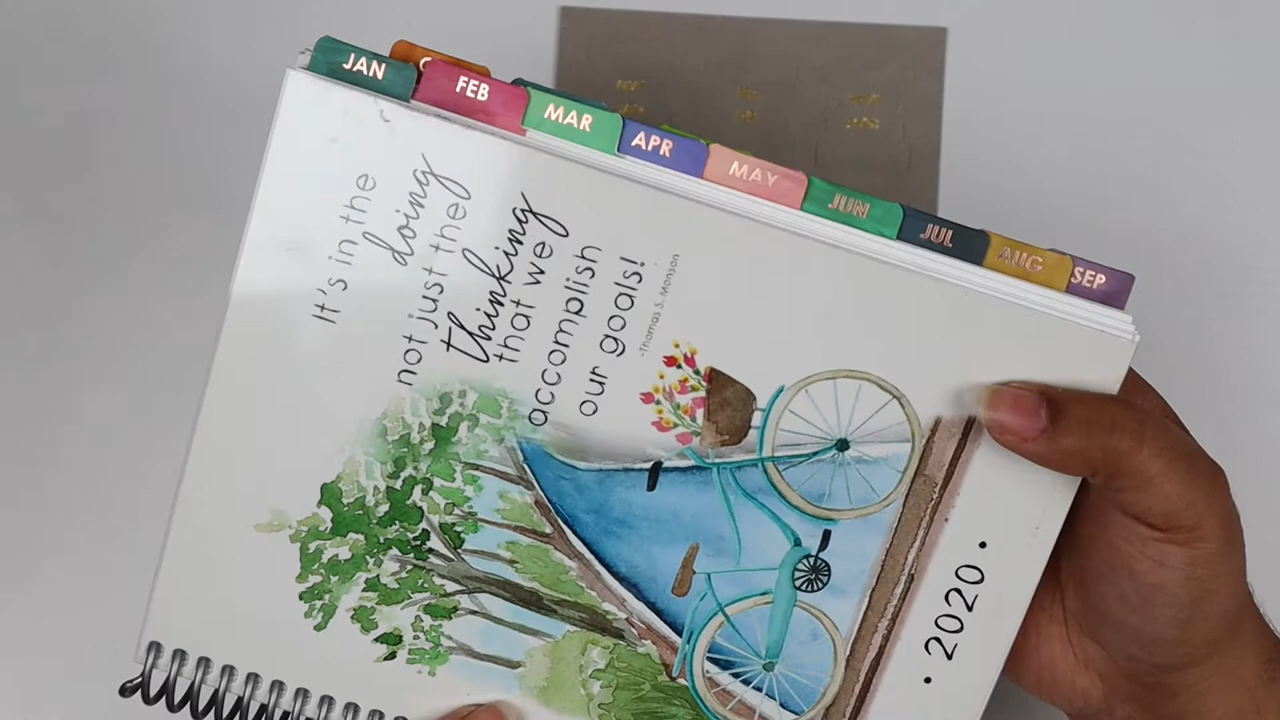 JAN
FEB
MAR
APR
MAY
JUN
JUL
AUG
SEP
It's in the
doing
not just the
thinking
that we
accomplish
our goals!
-Thomas S. Monson
• 2020 •